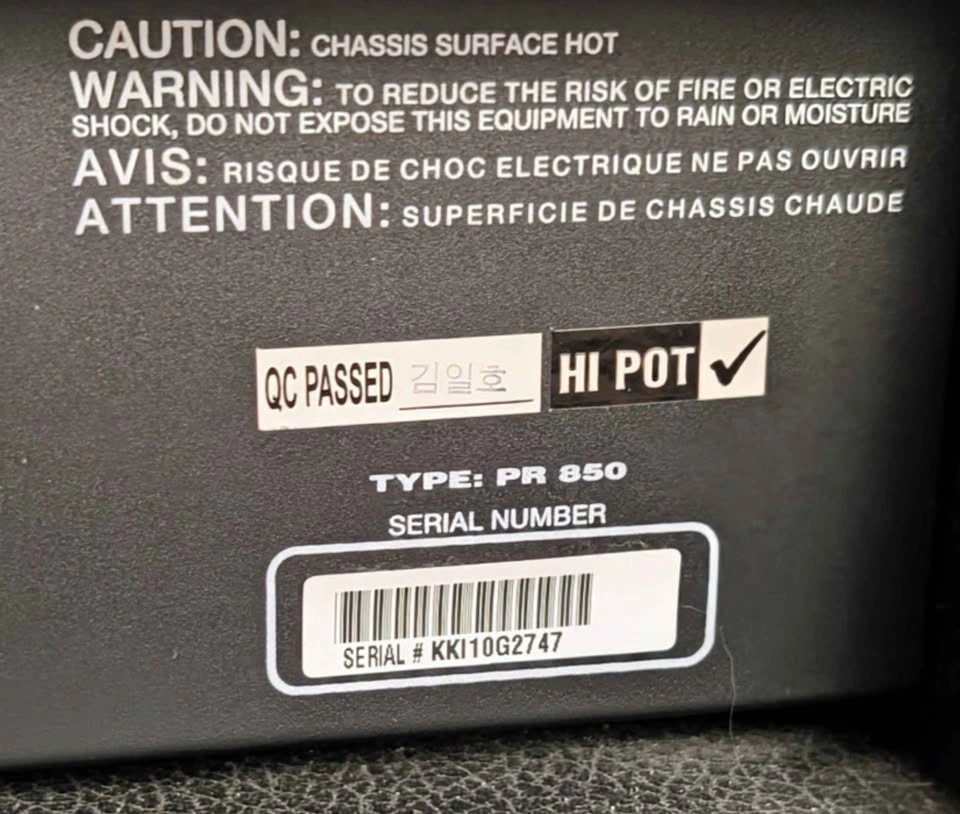 CAUTION: CHASSIS SURFACE HOT
WARNING: TO REDUCE THE RISK OF FIRE OR ELECTRIC
SHOCK, DO NOT EXPOSE THIS EQUIPMENT TO RAIN OR MOISTURE
AVIS: RISQUE DE CHOC ELECTRIQUE NE PAS OUVRIR
ATTENTION: SUPERFICIE DE CHASSIS CHAUDE
QC PASSED 김일호
HI POT
TYPE: PR 850
SERIAL NUMBER
SERIAL # KKI10G2747